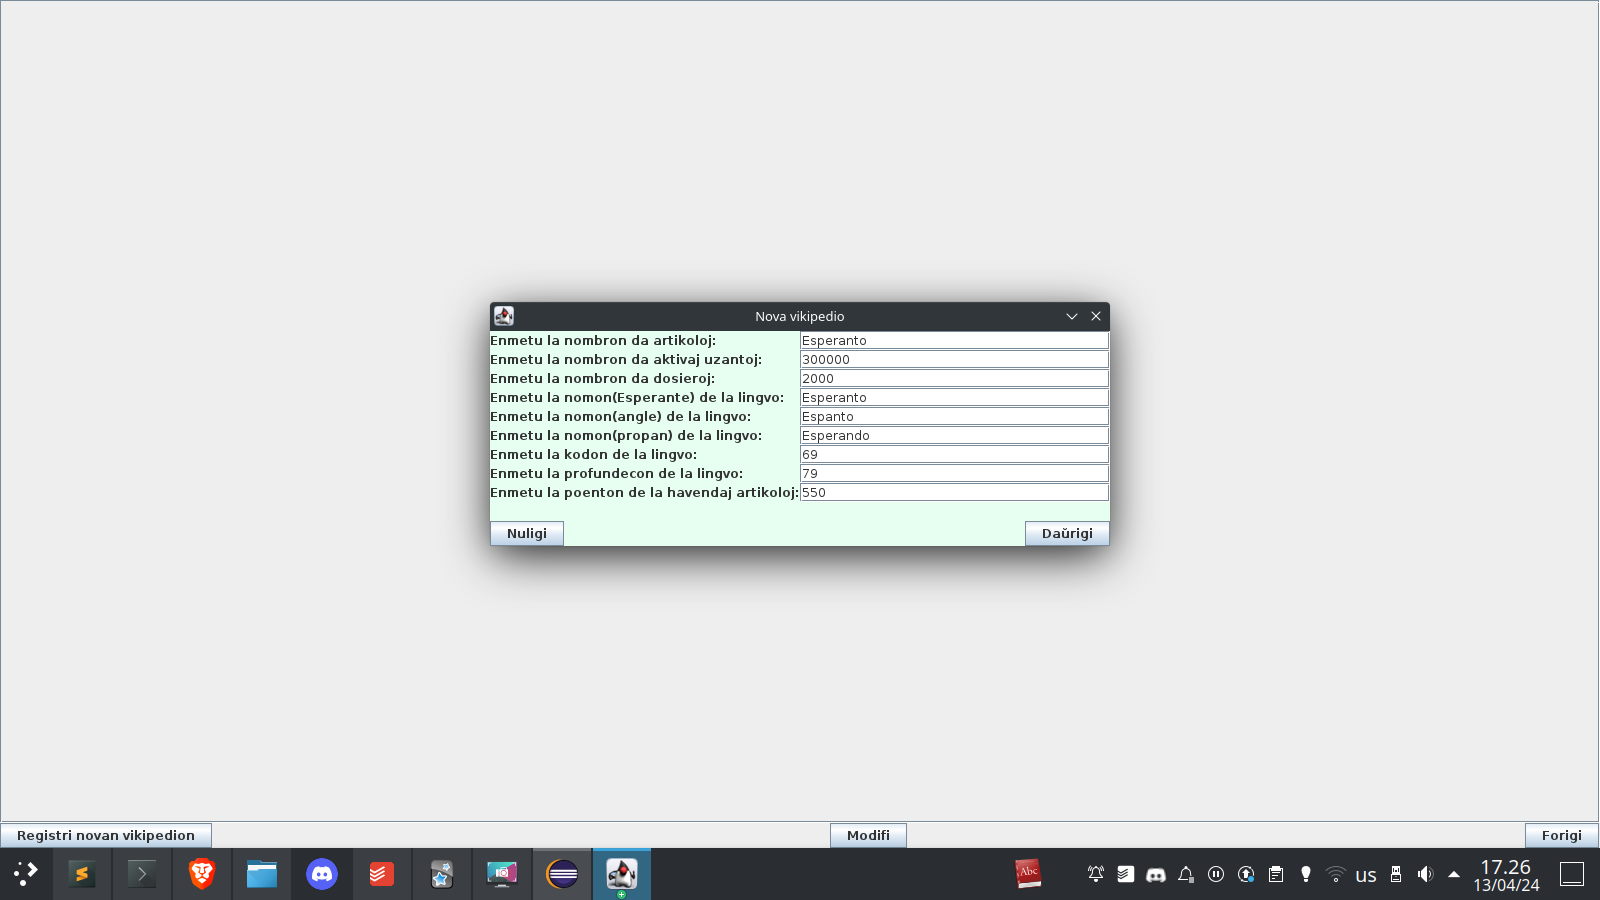 Nova vikipedio
Enmetu la nombron da artikoloj: Esperanto
Enmetu la nombron da aktivaj uzantoj: 300000
Enmetu la nombron da dosieroj: 2000
Enmetu la nomon(Esperante) de la lingvo: Esperanto
Enmetu la nomon(angle) de la lingvo: Espanto
Enmetu la nomon(propan) de la lingvo: Esperando
Enmetu la kodon de la lingvo: 69
Enmetu la profundecon de la lingvo: 79
Enmetu la poenton de la havendaj artikoloj: 550
Nuligi Daŭrigi
Registri novan vikipedion Modifi Forigi
Abc us 17.26
13/04/24